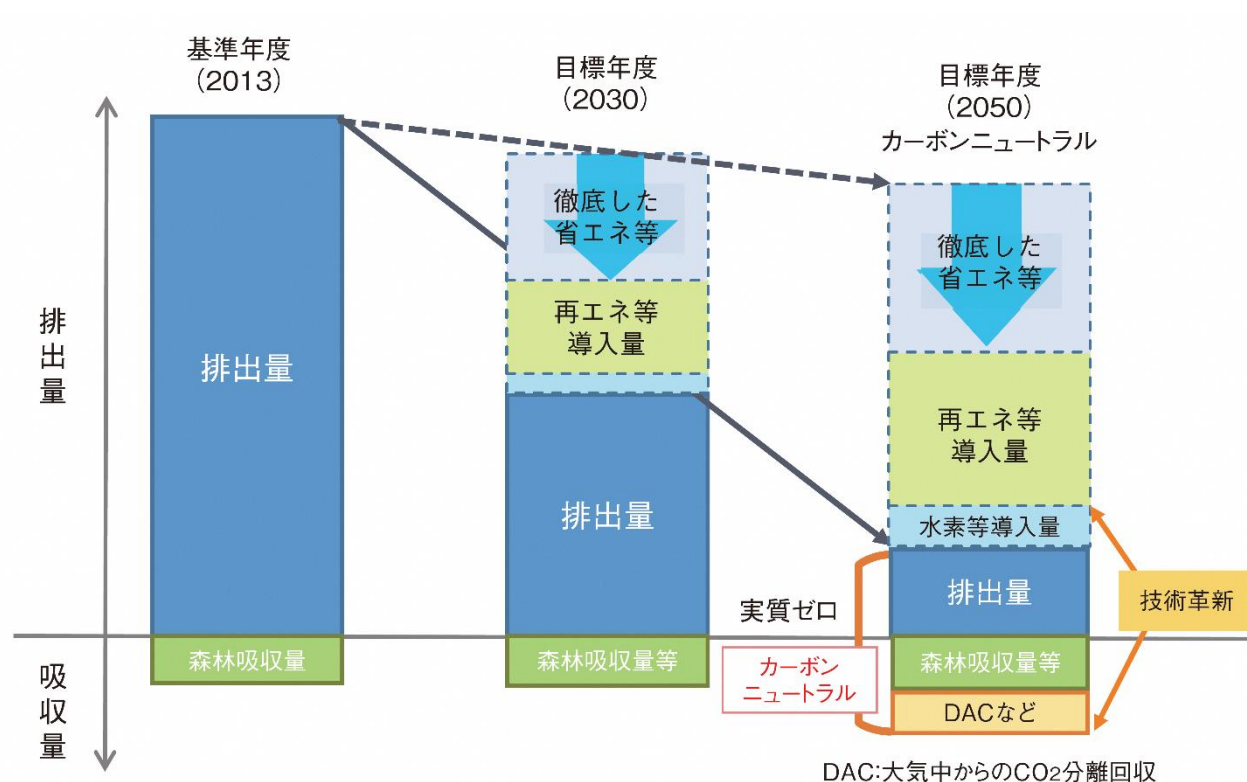 基準年度
(2013)
目標年度
(2030)
目標年度
(2050)
カーボンニュートラル
排出量
吸収量
排出量
森林吸収量
徹底した
省エネ等
再エネ等
導入量
排出量
森林吸収量等
徹底した
省エネ等
再エネ等
導入量
水素等導入量
排出量
森林吸収量等
DACなど
実質ゼロ
カーボン
ニュートラル
技術革新
DAC:大気中からのCO2分離回収